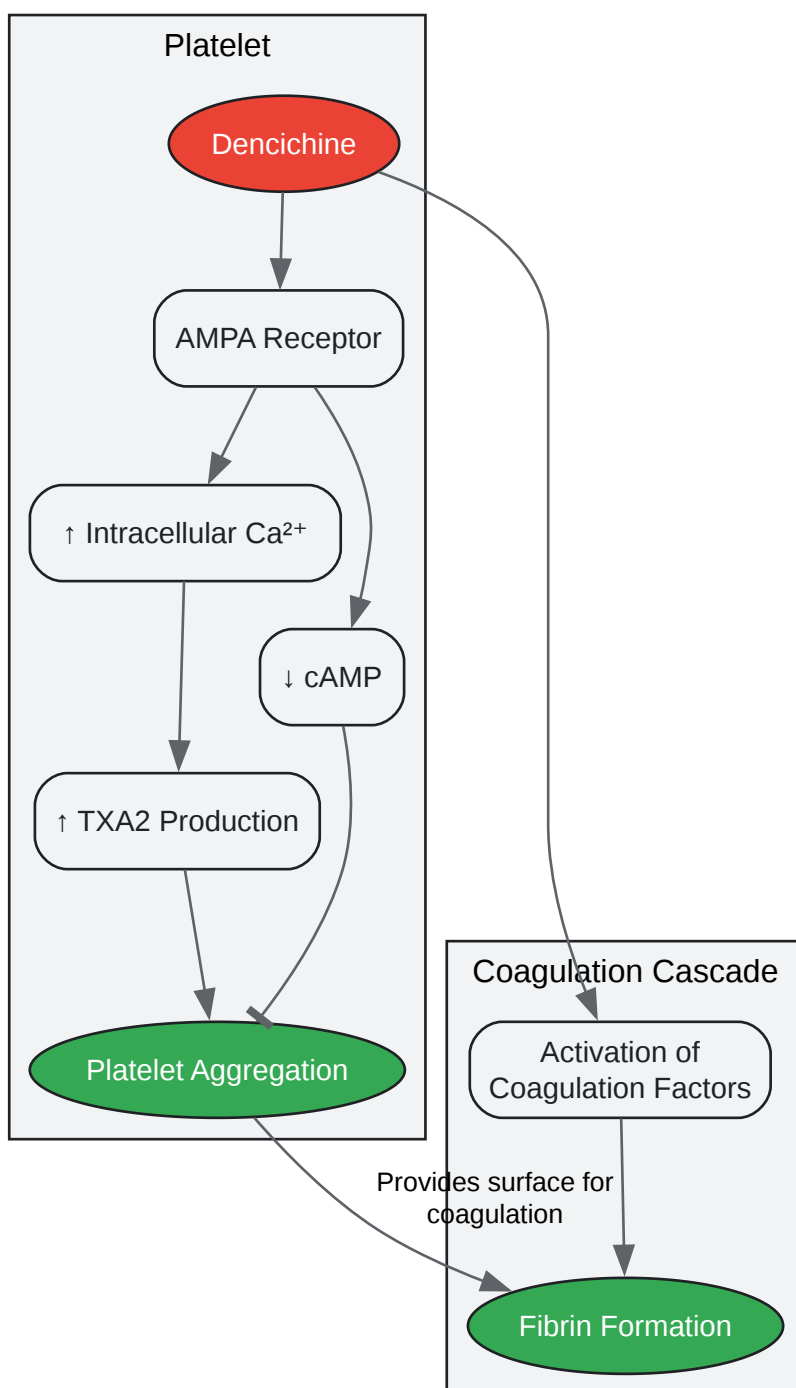 Platelet
Dencichine
AMPA Receptor
↑ Intracellular Ca²⁺
↓ cAMP
↑ TXA2 Production
Platelet Aggregation
Coagulation Cascade
Activation of
Coagulation Factors
Provides surface for
coagulation
Fibrin Formation